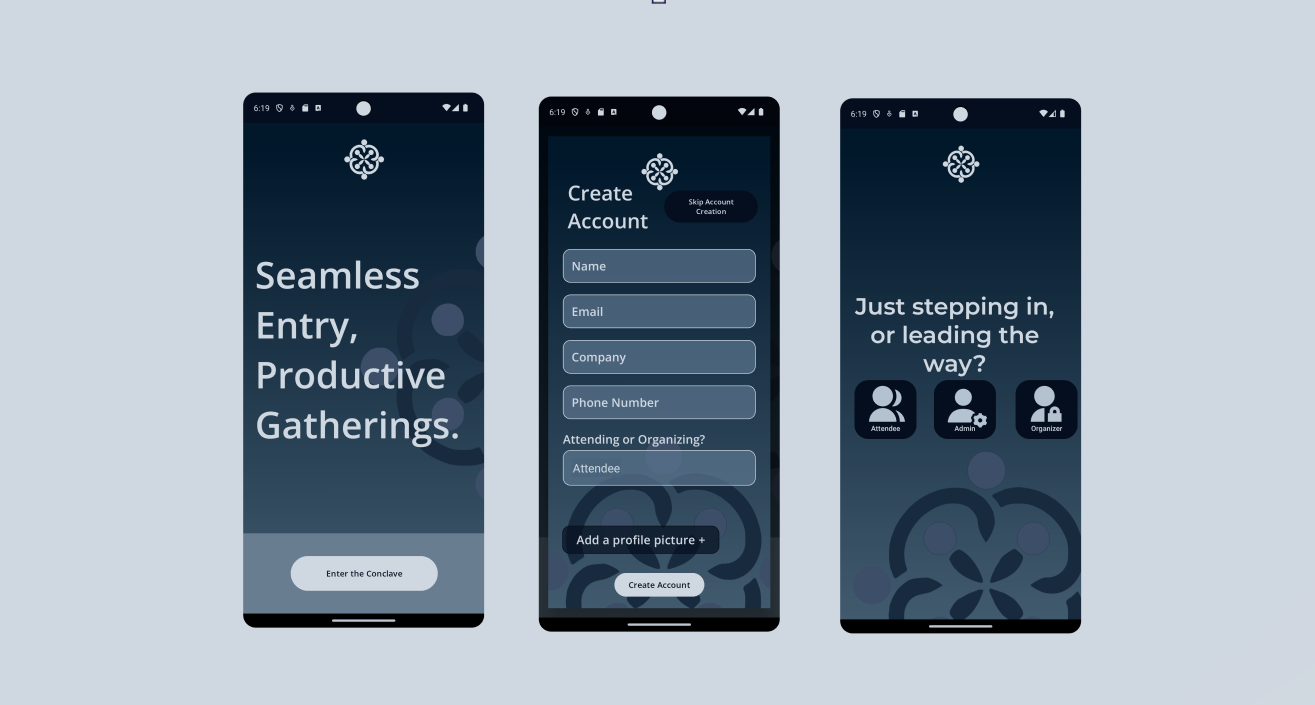 6:19
Seamless
Entry,
Productive
Gatherings.
Enter the Conclave
6:19
Create
Account
Skip Account
Creation
Name
Email
Company
Phone Number
Attending or Organizing?
Attendee
Add a profile picture +
Create Account
6:19
Just stepping in,
or leading the
way?
Attendee
Admin
Organizer